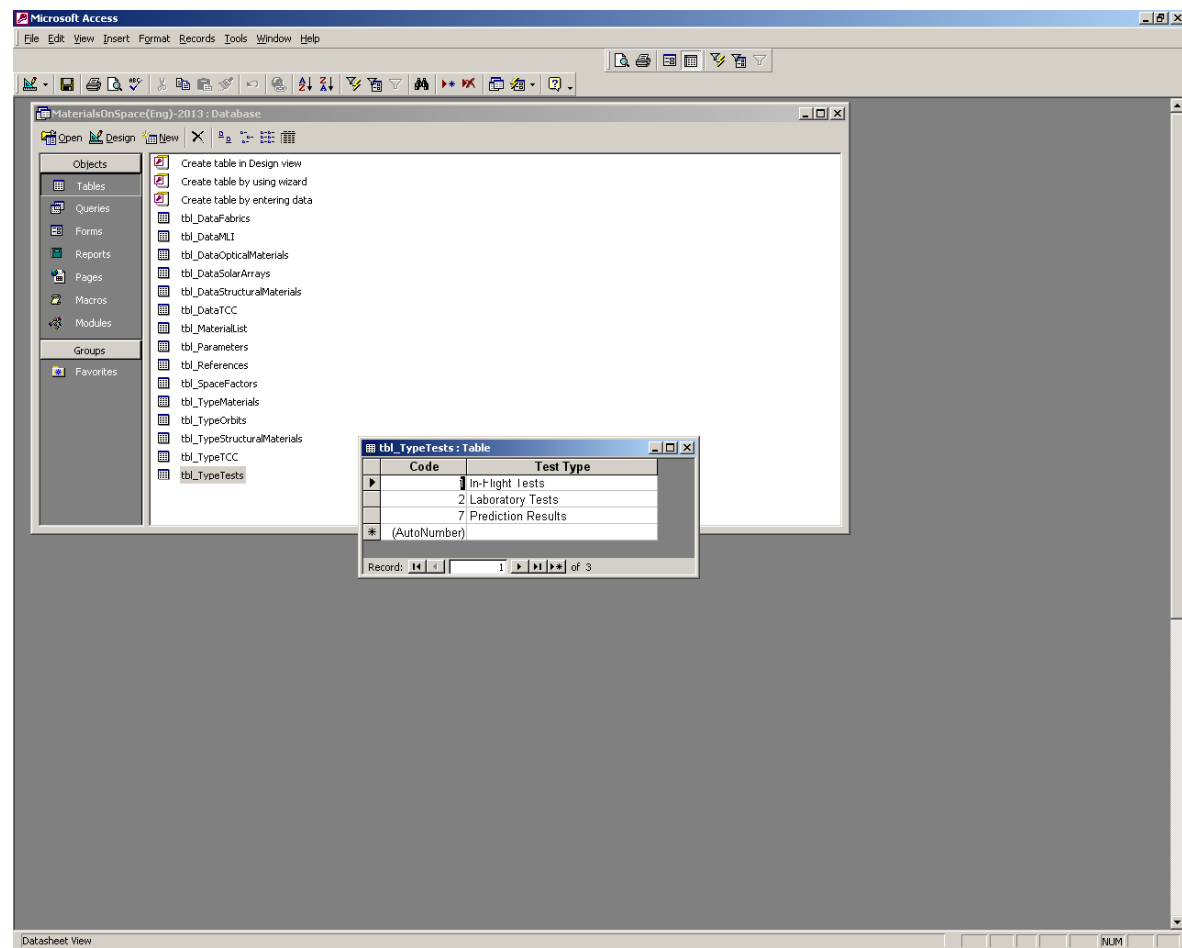 Microsoft Access
File Edit View Insert Format Records Tools Window Help
MaterialsOnSpace(Eng)-2013 : Database
Open Design New
Objects
Tables
Queries
Forms
Reports
Pages
Macros
Modules
Groups
Favorites
Create table in Design view
Create table by using wizard
Create table by entering data
tbl_DataFabrics
tbl_DataMLI
tbl_DataOpticalMaterials
tbl_DataSolarArrays
tbl_DataStructuralMaterials
tbl_DataTCC
tbl_MaterialList
tbl_Parameters
tbl_References
tbl_SpaceFactors
tbl_TypeMaterials
tbl_TypeOrbits
tbl_TypeStructuralMaterials
tbl_TypeTCC
tbl_TypeTests
tbl_TypeTests : Table
Code Test Type
1 In-Flight Tests
2 Laboratory Tests
7 Prediction Results
(AutoNumber)
Record: 1 of 3
Datasheet View NUM